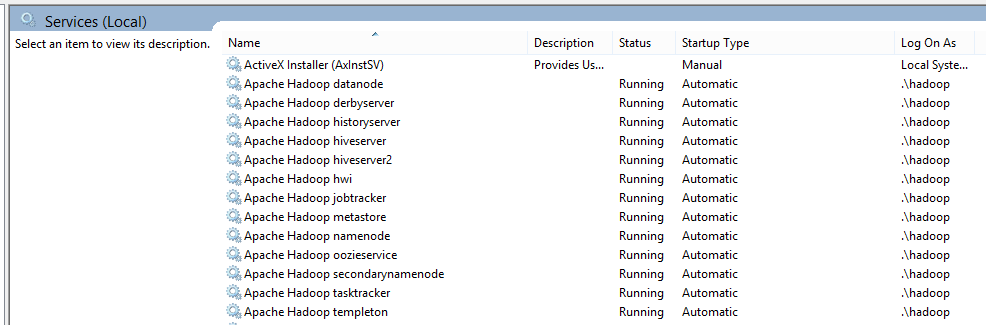 Services (Local)
Select an item to view its description.
Name Description Status Startup Type Log On As
ActiveX Installer (AxInstSV) Provides Us... Manual Local Syste...
Apache Hadoop datanode Running Automatic .\hadoop
Apache Hadoop derbyserver Running Automatic .\hadoop
Apache Hadoop historyserver Running Automatic .\hadoop
Apache Hadoop hiveserver Running Automatic .\hadoop
Apache Hadoop hiveserver2 Running Automatic .\hadoop
Apache Hadoop hwi Running Automatic .\hadoop
Apache Hadoop jobtracker Running Automatic .\hadoop
Apache Hadoop metastore Running Automatic .\hadoop
Apache Hadoop namenode Running Automatic .\hadoop
Apache Hadoop oozieservice Running Automatic .\hadoop
Apache Hadoop secondarynamenode Running Automatic .\hadoop
Apache Hadoop tasktracker Running Automatic .\hadoop
Apache Hadoop templeton Running Automatic .\hadoop